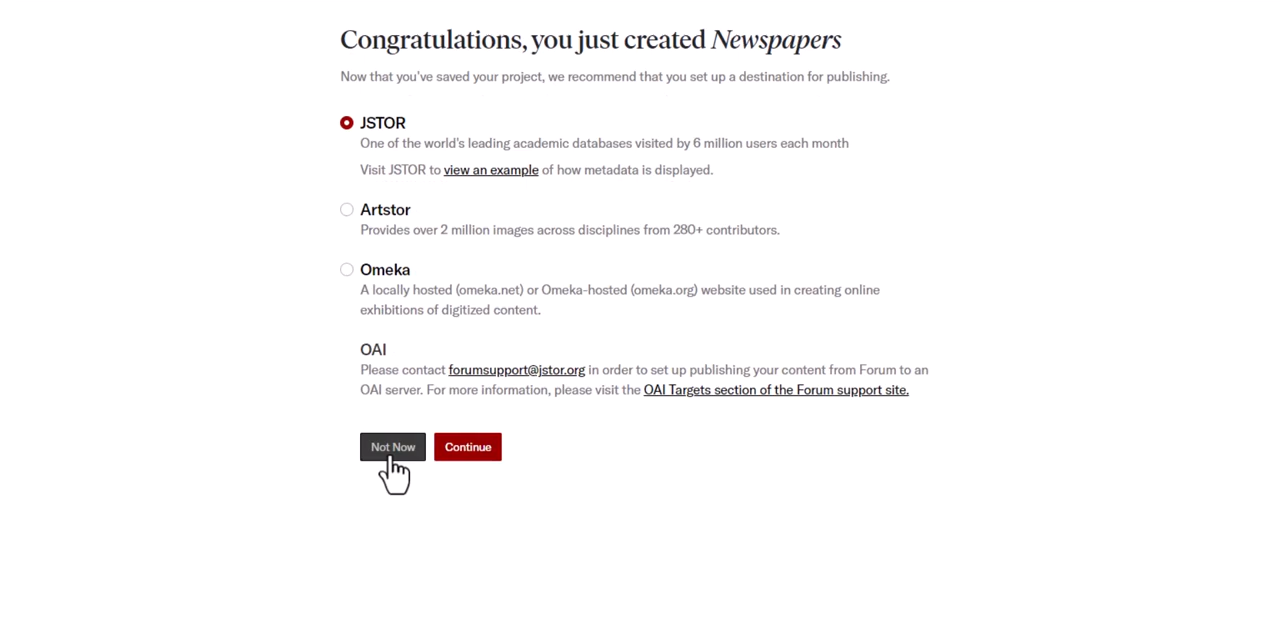 Congratulations, you just created Newspapers
Now that you've saved your project, we recommend that you set up a destination for publishing.
JSTOR
One of the world's leading academic databases visited by 6 million users each month
Visit JSTOR to view an example of how metadata is displayed.
Artstor
Provides over 2 million images across disciplines from 280+ contributors.
Omeka
A locally hosted (omeka.net) or Omeka-hosted (omeka.org) website used in creating online
exhibitions of digitized content.
OAI
Please contact forumsupport@jstor.org in order to set up publishing your content from Forum to an
OAI server. For more information, please visit the OAI Targets section of the Forum support site.
Not Now Continue